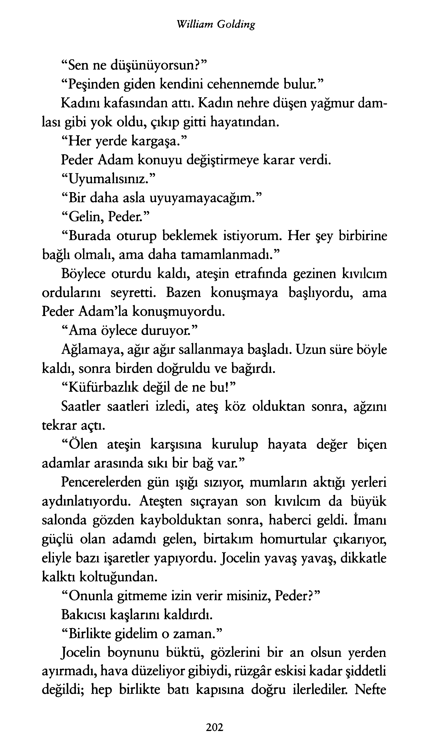 William Golding
“Sen ne düşünüyorsun?”
“Peşinden giden kendini cehennemde bulur.”
Kadını kafasından attı. Kadın nehre düşen yağmur dam-
lası gibi yok oldu, çıkıp gitti hayatından.
“Her yerde kargaşa.”
Peder Adam konuyu değiştirmeye karar verdi.
“Uyumalısınız.”
“Bir daha asla uyuyamayacağım.”
“Gelin, Peder.”
“Burada oturup beklemek istiyorum. Her şey birbirine
bağlı olmalı, ama daha tamamlanmadı.”
Böylece oturdu kaldı, ateşin etrafında gezinen kıvılcım
ordularını seyretti. Bazen konuşmaya başlıyordu, ama
Peder Adam’la konuşmuyordu.
“Ama öylece duruyor.”
Ağlamaya, ağır ağır sallanmaya başladı. Uzun süre böyle
kaldı, sonra birden doğruldu ve bağırdı.
“Küfürbazlık değil de ne bu!”
Saatler saatleri izledi, ateş köz olduktan sonra, ağzını
tekrar açtı.
“Ölen ateşin karşısına kurulup hayata değer biçen
adamlar arasında sıkı bir bağ var.”
Pencerelerden gün ışığı sızıyor, mumların aktığı yerleri
aydınlatıyordu. Ateşten sıçrayan son kıvılcım da büyük
salonda gözden kaybolduktan sonra, haberci geldi. İmanı
güçlü olan adamdı gelen, birtakım homurtular çıkarıyor,
eliyle bazı işaretler yapıyordu. Jocelin yavaş yavaş, dikkatle
kalktı koltuğundan.
“Onunla gitmeme izin verir misiniz, Peder?”
Bakıcısı kaşlarını kaldırdı.
“Birlikte gidelim o zaman.”
Jocelin boynunu büktü, gözlerini bir an olsun yerden
ayırmadı, hava düzeliyor gibiydi, rüzgâr eskisi kadar şiddetli
değildi; hep birlikte batı kapısına doğru ilerlediler. Nefte
202